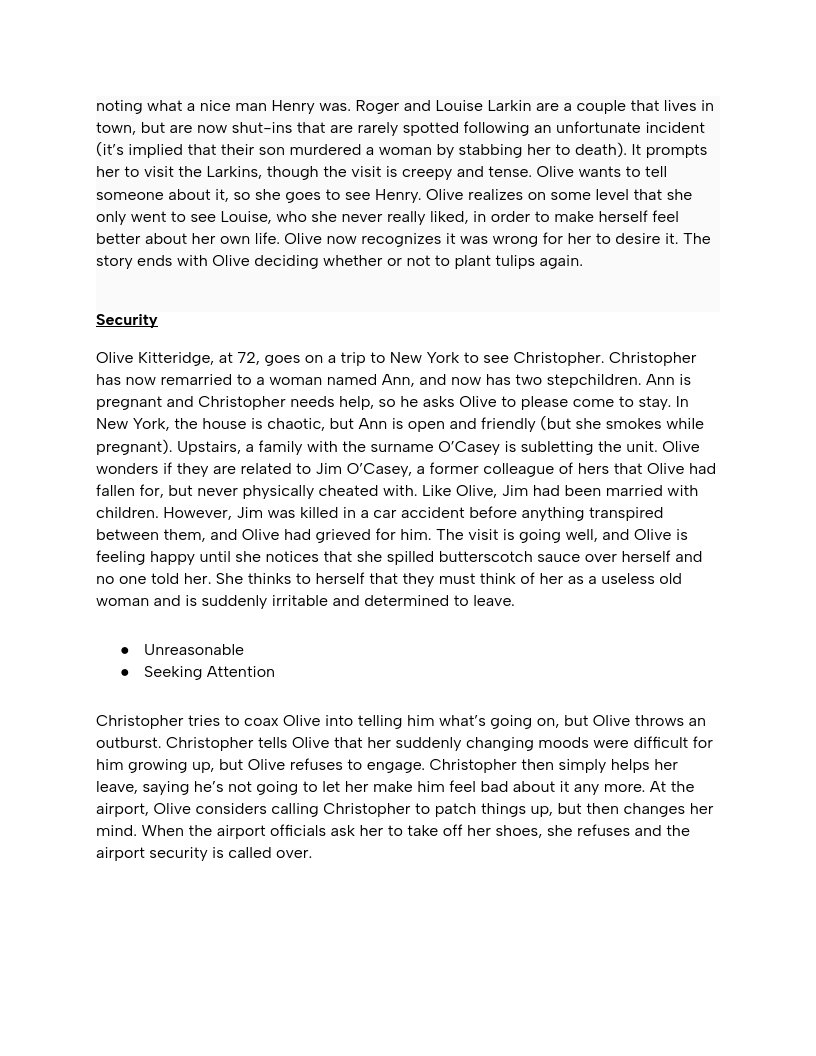 noting what a nice man Henry was. Roger and Louise Larkin are a couple that lives in
town, but are now shut-ins that are rarely spotted following an unfortunate incident
(it’s implied that their son murdered a woman by stabbing her to death). It prompts
her to visit the Larkins, though the visit is creepy and tense. Olive wants to tell
someone about it, so she goes to see Henry. Olive realizes on some level that she
only went to see Louise, who she never really liked, in order to make herself feel
better about her own life. Olive now recognizes it was wrong for her to desire it. The
story ends with Olive deciding whether or not to plant tulips again.
Security
Olive Kitteridge, at 72, goes on a trip to New York to see Christopher. Christopher
has now remarried to a woman named Ann, and now has two stepchildren. Ann is
pregnant and Christopher needs help, so he asks Olive to please come to stay. In
New York, the house is chaotic, but Ann is open and friendly (but she smokes while
pregnant). Upstairs, a family with the surname O’Casey is subletting the unit. Olive
wonders if they are related to Jim O’Casey, a former colleague of hers that Olive had
fallen for, but never physically cheated with. Like Olive, Jim had been married with
children. However, Jim was killed in a car accident before anything transpired
between them, and Olive had grieved for him. The visit is going well, and Olive is
feeling happy until she notices that she spilled butterscotch sauce over herself and
no one told her. She thinks to herself that they must think of her as a useless old
woman and is suddenly irritable and determined to leave.
● Unreasonable
● Seeking Attention
Christopher tries to coax Olive into telling him what’s going on, but Olive throws an
outburst. Christopher tells Olive that her suddenly changing moods were difficult for
him growing up, but Olive refuses to engage. Christopher then simply helps her
leave, saying he’s not going to let her make him feel bad about it any more. At the
airport, Olive considers calling Christopher to patch things up, but then changes her
mind. When the airport officials ask her to take off her shoes, she refuses and the
airport security is called over.